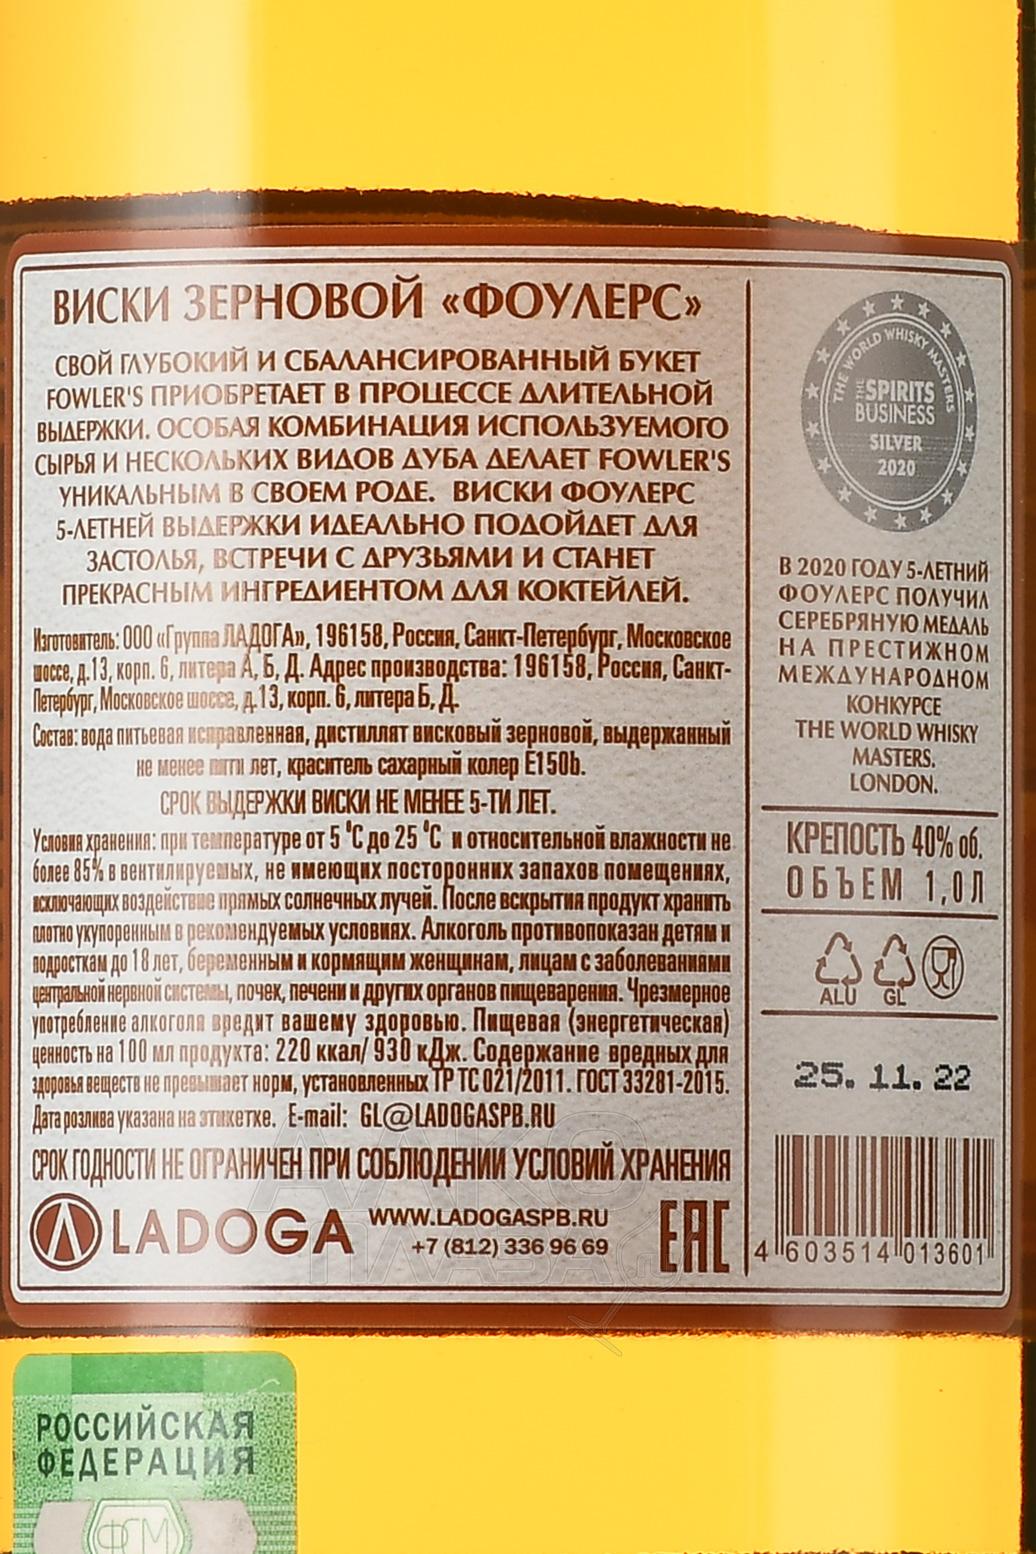 ВИСКИ ЗЕРНОВОЙ «ФОУЛЕРС»
СВОЙ ГЛУБОКИЙ И СБАЛАНСИРОВАННЫЙ БУКЕТ
FOWLER'S ПРИОБРЕТАЕТ В ПРОЦЕССЕ ДЛИТЕЛЬНОЙ
ВЫДЕРЖКИ. ОСОБАЯ КОМБИНАЦИЯ ИСПОЛЬЗУЕМОГО
СЫРЬЯ И НЕСКОЛЬКИХ ВИДОВ ДУБА ДЕЛАЕТ FOWLER'S
УНИКАЛЬНЫМ В СВОЕМ РОДЕ. ВИСКИ ФОУЛЕРС
5-ЛЕТНЕЙ ВЫДЕРЖКИ ИДЕАЛЬНО ПОДОЙДЕТ ДЛЯ
ЗАСТОЛЬЯ, ВСТРЕЧИ С ДРУЗЬЯМИ И СТАНЕТ
ПРЕКРАСНЫМ ИНГРЕДИЕНТОМ ДЛЯ КОКТЕЙЛЕЙ.
Изготовитель: ООО «Группа ЛАДОГА», 196158, Россия, Санкт-Петербург, Московское
шоссе, д.13, корп. 6, литера А, Б, Д. Адрес производства: 196158, Россия, Санкт-
Петербург, Московское шоссе, д.13, корп. 6, литера Б, Д.
Состав: вода питьевая исправленная, дистиллят висковый зерновой, выдержанный
не менее пяти лет, краситель сахарный колер Е150b.
СРОК ВЫДЕРЖКИ ВИСКИ НЕ МЕНЕЕ 5-ТИ ЛЕТ.
Условия хранения: при температуре от 5 °С до 25 °С и относительной влажности не
более 85% в вентилируемых, не имеющих посторонних запахов помещениях,
исключающих воздействие прямых солнечных лучей. После вскрытия продукт хранить
плотно укупоренным в рекомендуемых условиях. Алкоголь противопоказан детям и
подросткам до 18 лет, беременным и кормящим женщинам, лицам с заболеваниями
центральной нервной системы, почек, печени и других органов пищеварения. Чрезмерное
употребление алкоголя вредит вашему здоровью. Пищевая (энергетическая)
ценность на 100 мл продукта: 220 ккал/ 930 кДж. Содержание вредных для
здоровья веществ не превышает норм, установленных ТР ТС 021/2011. ГОСТ 33281-2015.
Дата розлива указана на этикетке. E-mail: GL@LADOGASPB.RU
СРОК ГОДНОСТИ НЕ ОГРАНИЧЕН ПРИ СОБЛЮДЕНИИ УСЛОВИЙ ХРАНЕНИЯ
LADOGA
WWW.LADOGASPB.RU
+7 (812) 336 96 69
EAC
THE WORLD WHISKY MASTERS
THE SPIRITS
BUSINESS
SILVER
2020
В 2020 ГОДУ 5-ЛЕТНИЙ
ФОУЛЕРС ПОЛУЧИЛ
СЕРЕБРЯНУЮ МЕДАЛЬ
НА ПРЕСТИЖНОМ
МЕЖДУНАРОДНОМ
КОНКУРСЕ
THE WORLD WHISKY
MASTERS.
LONDON.
КРЕПОСТЬ 40% об.
ОБЪЕМ 1,0Л
ALU GL
25. 11. 22
4 603514 013601
АЛКО
ПЛАЗА
РОССИЙСКАЯ
ФЕДЕРАЦИЯ
ФСМ